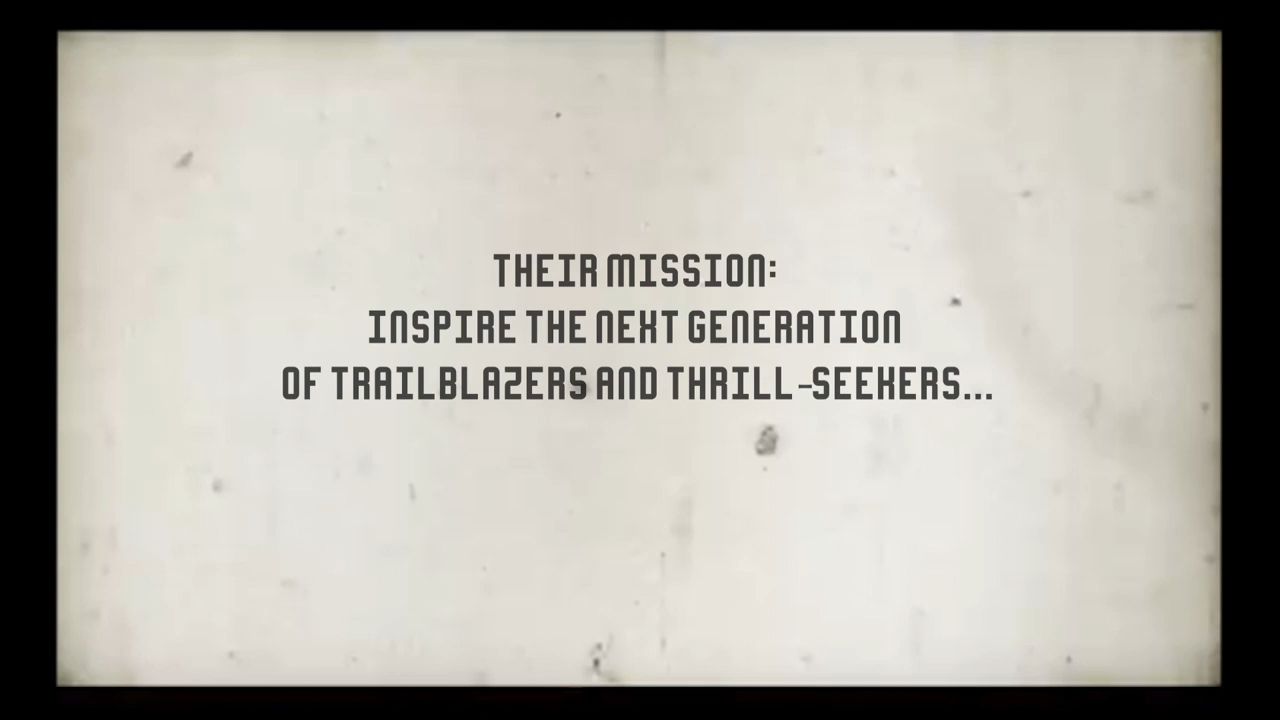 THEIR MISSION:
INSPIRE THE NEXT GENERATION
OF TRAILBLAZERS AND THRILL-SEEKERS...